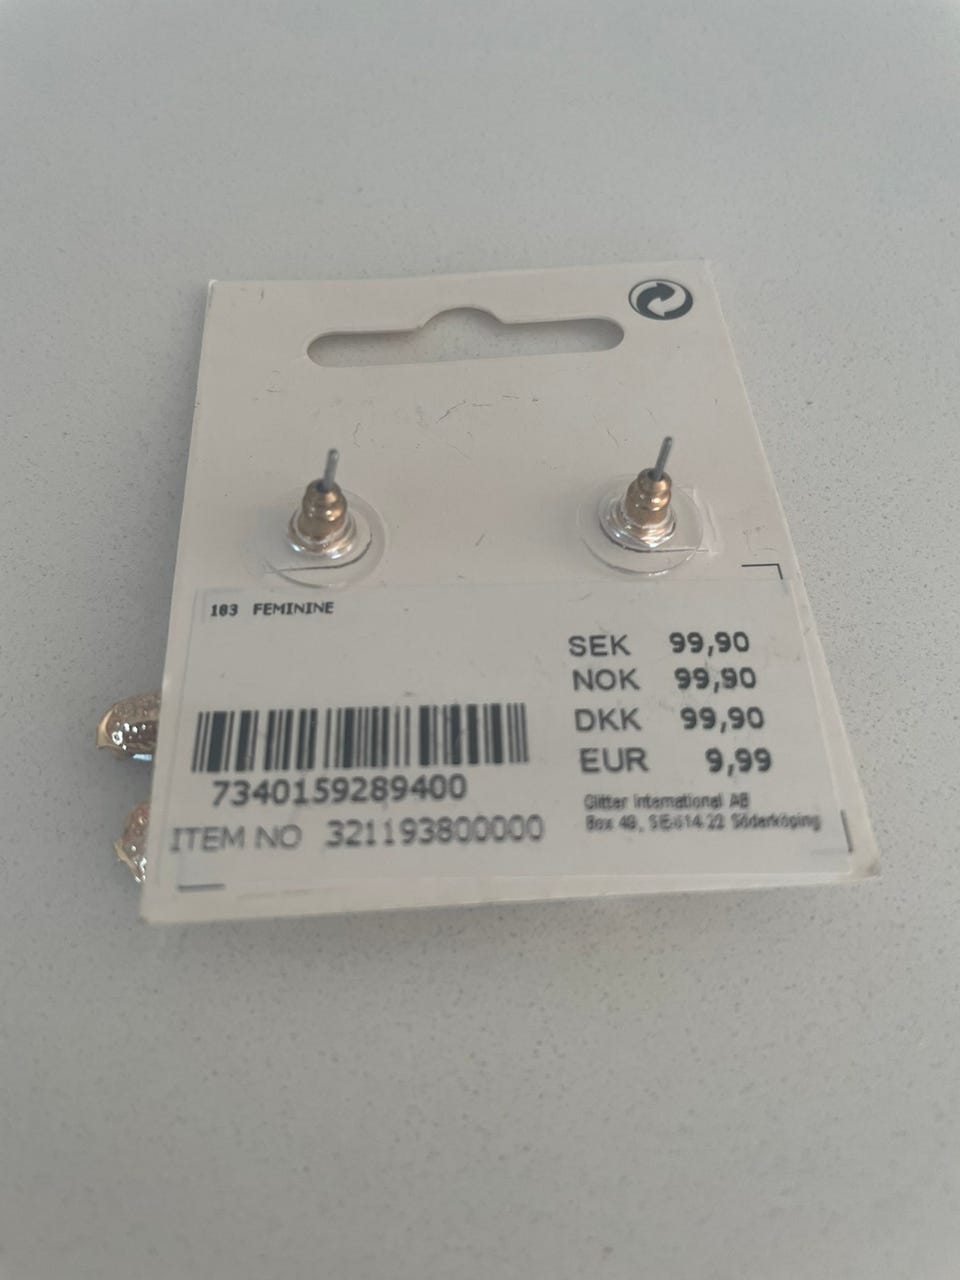 183 FEMININE
SEK 99,90
NOK 99,90
DKK 99,90
EUR 9,99
7340159289400
ITEM NO 321193800000
Glitter International AB
Box 49, SE-614 22 Söderköping